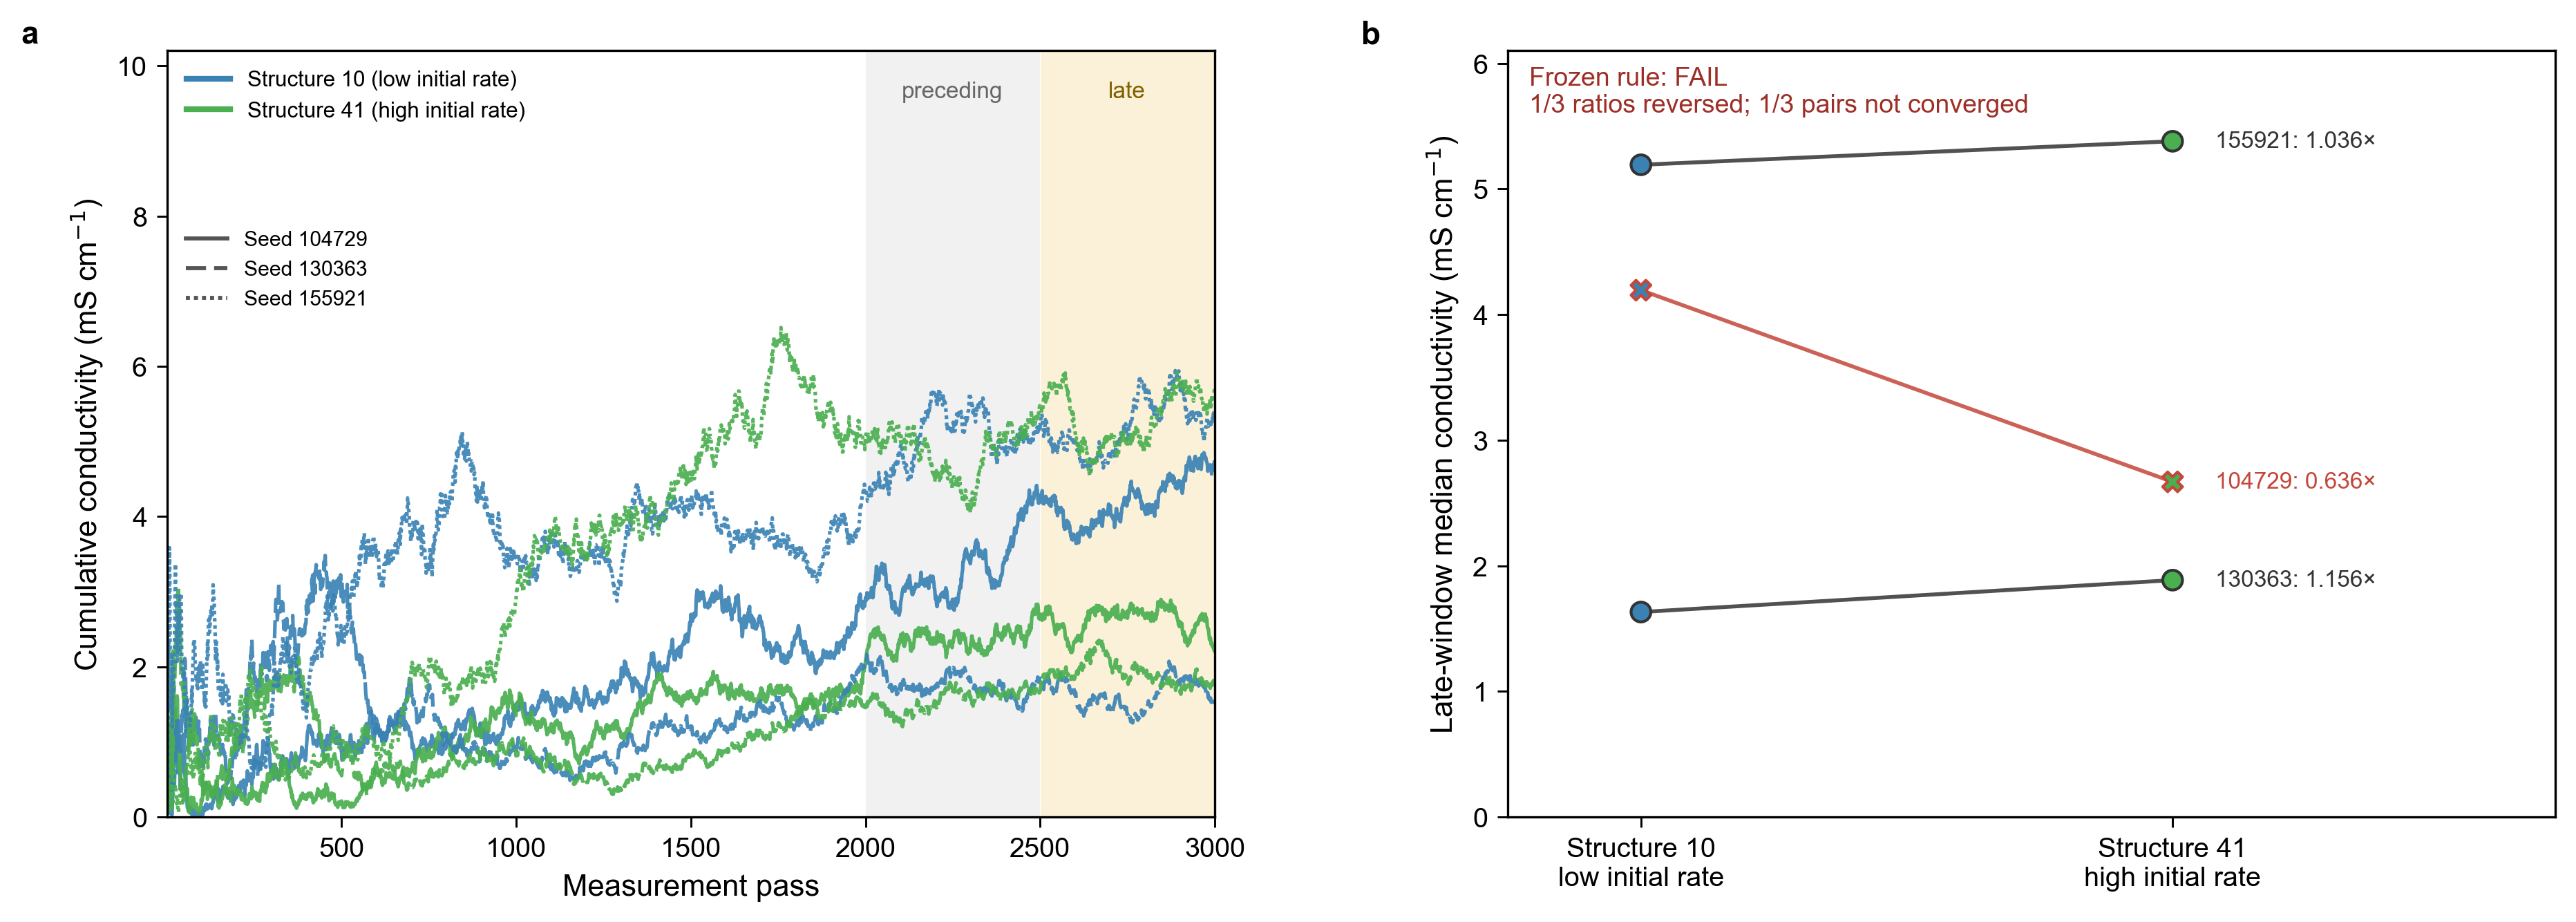 a
Cumulative conductivity (mS cm⁻¹)
10
8
6
4
2
0
Structure 10 (low initial rate)
Structure 41 (high initial rate)
Seed 104729
Seed 130363
Seed 155921
preceding
late
500
1000
1500
2000
2500
3000
Measurement pass
b
Late-window median conductivity (mS cm⁻¹)
6
5
4
3
2
1
0
Frozen rule: FAIL
1/3 ratios reversed; 1/3 pairs not converged
155921: 1.036×
104729: 0.636×
130363: 1.156×
Structure 10
low initial rate
Structure 41
high initial rate